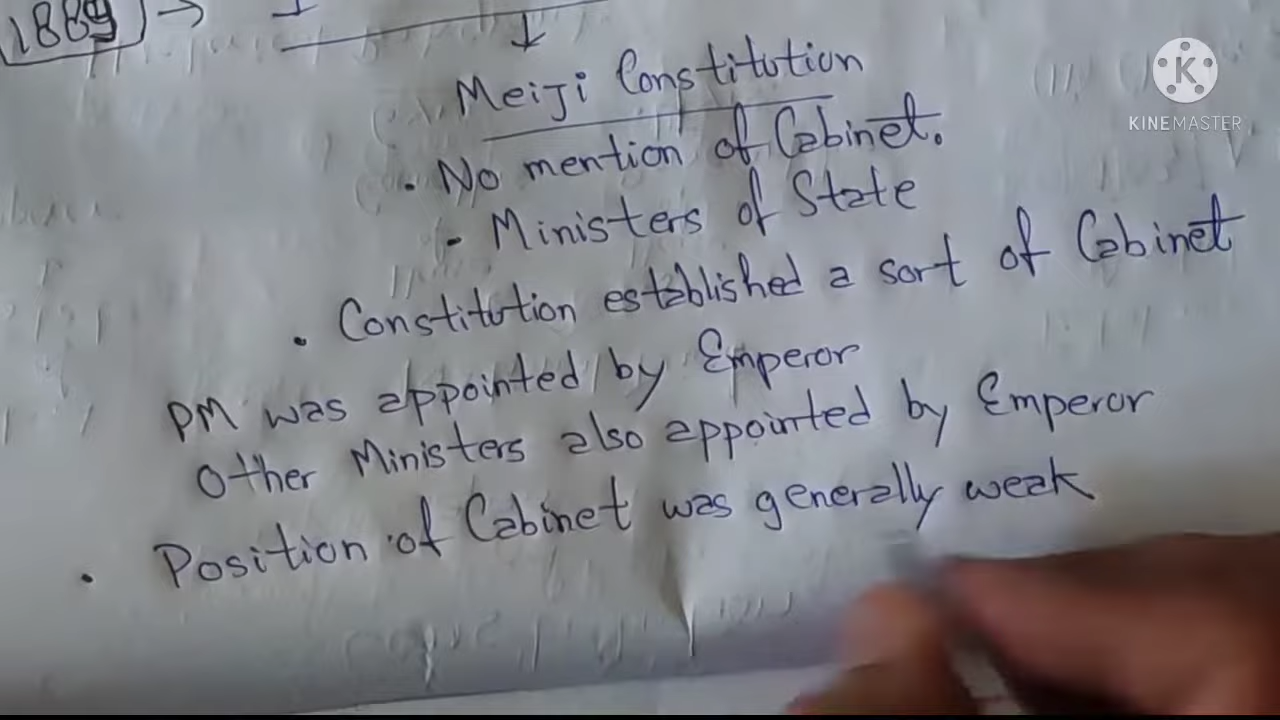 1889 →
↓
Meiji Constitution
K
KINEMASTER
• No mention of Cabinet.
- Ministers of State
• Constitution established a sort of Cabinet
PM was appointed by Emperor
Other Ministers also appointed by Emperor
• Position of Cabinet was generally weak